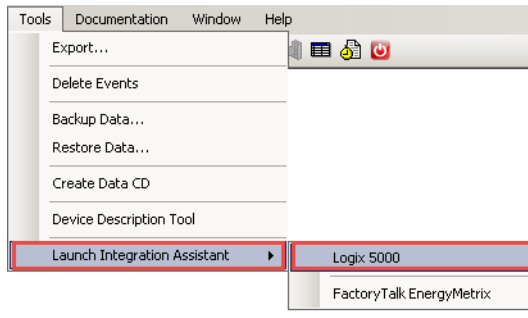 Tools Documentation Window Help
Export...
Delete Events
Backup Data...
Restore Data...
Create Data CD
Device Description Tool
Launch Integration Assistant
Logix 5000
FactoryTalk EnergyMetrix